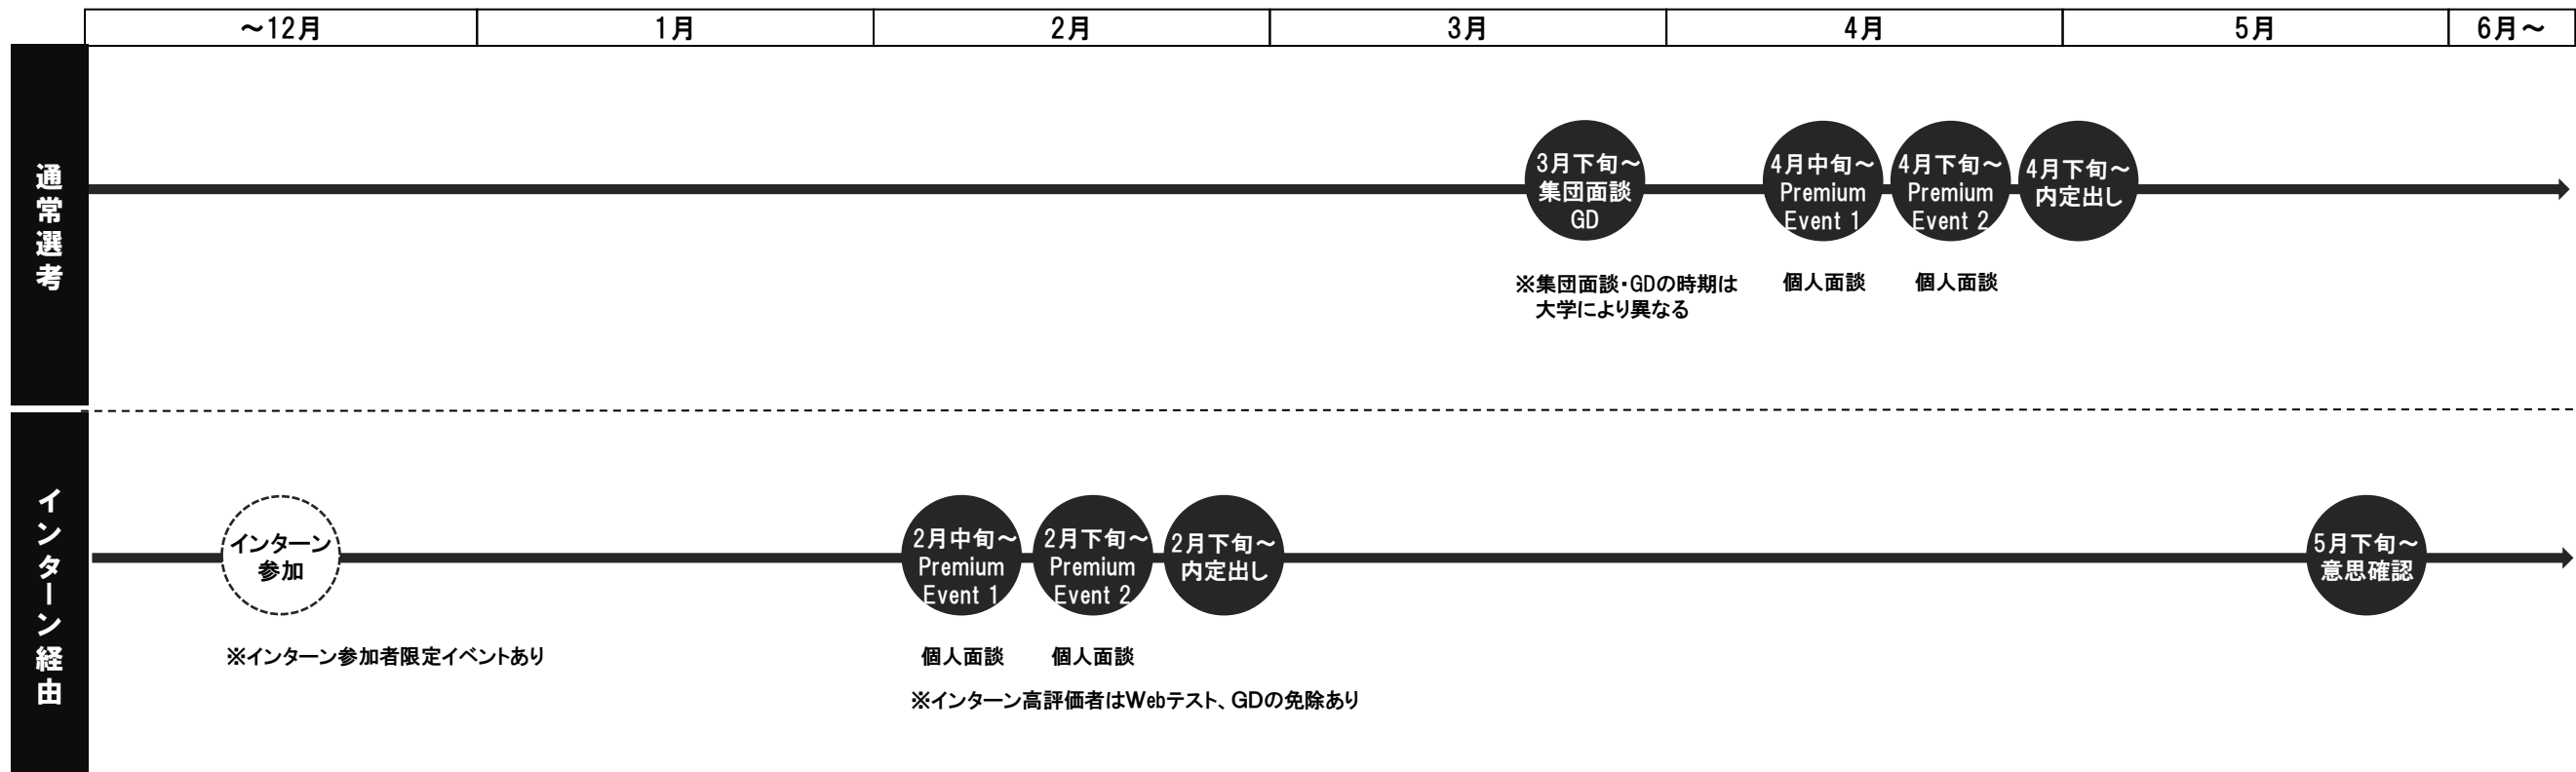 ～12月
1月
2月
3月
4月
5月
6月～
通常選考
3月下旬～
集団面談
GD
4月中旬～
Premium
Event 1
4月下旬～
Premium
Event 2
4月下旬～
内定出し
※集団面談・GDの時期は
大学により異なる
個人面談
個人面談
インターン経由
インターン
参加
2月中旬～
Premium
Event 1
2月下旬～
Premium
Event 2
2月下旬～
内定出し
5月下旬～
意思確認
※インターン参加者限定イベントあり
個人面談
個人面談
※インターン高評価者はWebテスト、GDの免除あり